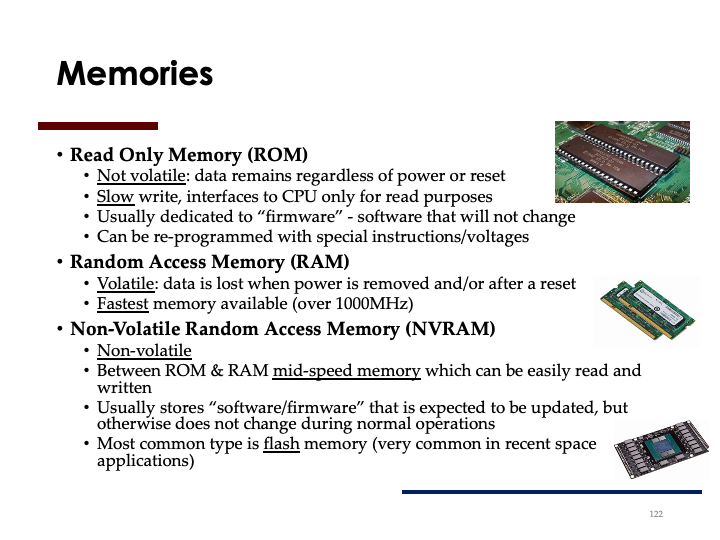 Memories
• Read Only Memory (ROM)
• Not volatile: data remains regardless of power or reset
• Slow write, interfaces to CPU only for read purposes
• Usually dedicated to “firmware” - software that will not change
• Can be re-programmed with special instructions/voltages
• Random Access Memory (RAM)
• Volatile: data is lost when power is removed and/or after a reset
• Fastest memory available (over 1000MHz)
• Non-Volatile Random Access Memory (NVRAM)
• Non-volatile
• Between ROM & RAM mid-speed memory which can be easily read and
written
• Usually stores “software/firmware” that is expected to be updated, but
otherwise does not change during normal operations
• Most common type is flash memory (very common in recent space
applications)
122